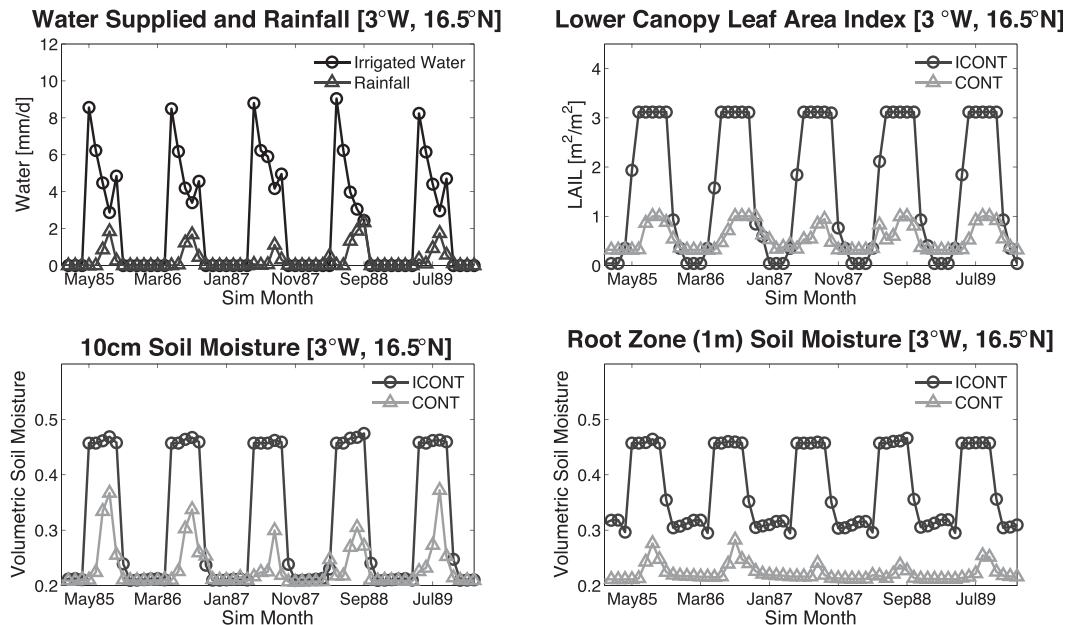 Water Supplied and Rainfall [3°W, 16.5°N]
12
10
8
6
4
2
0
Water [mm/d]
Irrigated Water
Rainfall
May85 Mar86 Jan87 Nov87 Sep88 Jul89
Sim Month
Lower Canopy Leaf Area Index [3 °W, 16.5°N]
4
3
2
1
0
LAIL [m²/m²]
ICONT
CONT
May85 Mar86 Jan87 Nov87 Sep88 Jul89
Sim Month
10cm Soil Moisture [3°W, 16.5°N]
0.5
0.4
0.3
0.2
Volumetric Soil Moisture
ICONT
CONT
May85 Mar86 Jan87 Nov87 Sep88 Jul89
Sim Month
Root Zone (1m) Soil Moisture [3°W, 16.5°N]
0.5
0.4
0.3
0.2
Volumetric Soil Moisture
ICONT
CONT
May85 Mar86 Jan87 Nov87 Sep88 Jul89
Sim Month